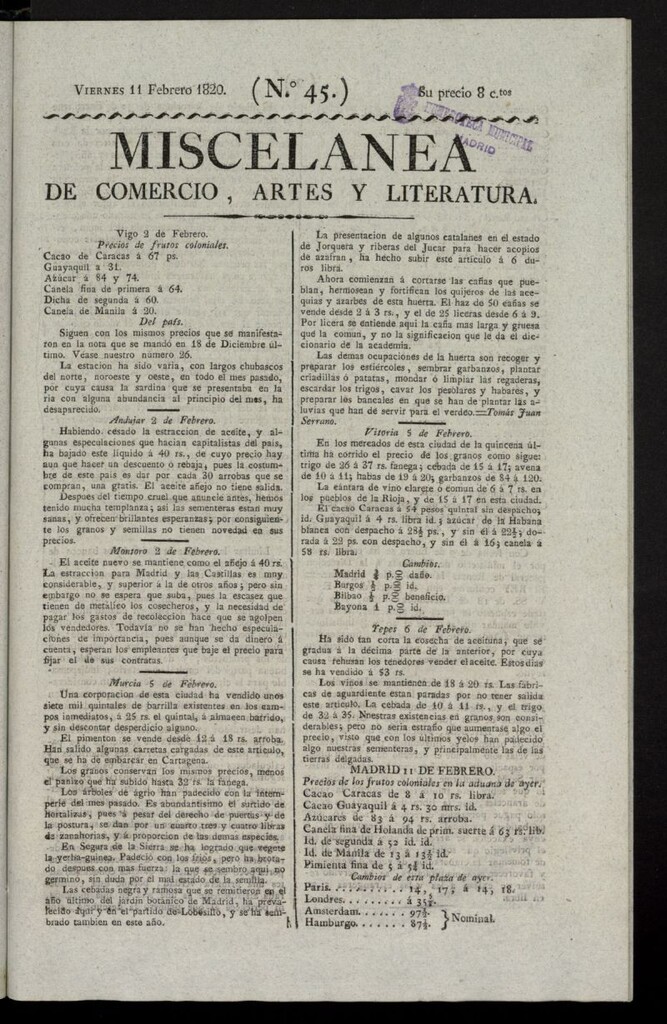 VIERNES 11 Febrero 1820. (N.º 45.) Su precio 8 c.tos
HEMEROTECA MUNICIPAL
MADRID
MISCELANEA
DE COMERCIO, ARTES Y LITERATURA.
Vigo 2 de Febrero.
Precios de frutos coloniales.
Cacao de Caracas á 67 ps.
Guayaquil á 31.
Azúcar á 84 y 74.
Canela fina de primera á 64.
Dicha de segunda á 60.
Canela de Manila á 20.
Del pais.
Siguen con los mismos precios que se manifesta-
ron en la nota que se mandó en 18 de Diciembre úl-
timo. Véase nuestro número 26.
La estacion ha sido varia, con largos chubascos
del norte, noroeste y oeste, en todo el mes pasado,
por cuya causa la sardina que se presentaba en la
ria con alguna abundancia al principio del mes, ha
desaparecido.
Andujar 2 de Febrero.
Habiendo cesado la estraccion de aceite, y al-
gunas especulaciones que hacian capitalistas del pais,
ha bajado este líquido á 40 rs., de cuyo precio hay
aun que hacer un descuento ó rebaja, pues la costum-
bre de este pais es dar por cada 30 arrobas que se
compran, una gratis. El aceite añejo no tiene salida.
Despues del tiempo cruel que anuncié antes, hemos
tenido mucha templanza; asi las sementeras estan muy
sanas, y ofrecen brillantes esperanzas; por consiguien-
te los granos y semillas no tienen novedad en sus
precios.
Montoro 2 de Febrero.
El aceite nuevo se mantiene como el añejo á 40 rs.
La estraccion para Madrid y las Castillas es muy
considerable, y superior á la de otros años; pero sin
embargo no se espera que suba, pues la escasez que
tienen de metálico los cosecheros, y la necesidad de
pagar los gastos de recoleccion hace que se agolpen
los vendedores. Todavía no se han hecho especula-
ciones de importancia, pues aunque se da dinero á
cuenta, esperan los empleantes que baje el precio para
fijar el de sus contratas.
Murcia 5 de Febrero.
Una corporacion de esta ciudad ha vendido unos
siete mil quintales de barrilla existentes en los cam-
pos inmediatos, á 25 rs. el quintal, á almacen barrido,
y sin descontar desperdicio alguno.
El pimenton se vende desde 12 á 18 rs. arroba.
Han salido algunas carretas cargadas de este artículo,
que se ha de embarcar en Cartagena.
Los granos conservan los mismos precios, menos
el panizo que ha subido hasta 32 rs. la fanega.
Los árboles de ágrio han padecido con la intem-
perie del mes pasado. Es abundantísimo el surtido de
hortalizas, pues á pesar del derecho de puertas y de
la postura, se dan por un cuarto tres y cuatro libras
de zanahorias, y á proporcion de las demas especies.
En Segura de la Sierra se ha logrado que vegete
la yerba-guinea. Padeció con los frios, pero ha brota-
do despues con mas fuerza: la que se sembro aqui no
germino, sin duda por el mal estado de la semilla.
Las cebadas negra y ramosa que se remitieron en el
año último del jardin botánico de Madrid, ha preva-
lecido aqui y en el partido de Lobosillo, y se ha sem-
brado tambien en este año.
La presentacion de algunos catalanes en el estado
de Jorquera y riberas del Jucar para hacer acopios
de azafran, ha hecho subir este artículo á 6 du-
ros libra.
Ahora comienzan á cortarse las cañas que pue-
blan, hermosean y fortifican los quijeros de las ace-
quias y azarbes de esta huerta. El haz de 50 cañas se
vende desde 2 á 3 rs., y el de 25 liceras desde 6 á 9.
Por licera se entiende aqui la caña mas larga y gruesa
que la comun, y no la significacion que le da el dic-
cionario de la academia.
Las demas ocupaciones de la huerta son recoger y
preparar los estiércoles, sembrar garbanzos, plantar
criadillas ó patatas, mondar ó limpiar las regaderas,
escardar los trigos, cavar los pesolares y habares, y
preparar los bancales en que se han de plantar las a-
luvias que han de servir para el verdeo.=Tomás Juan
Serrano.
Vitoria 5 de Febrero.
En los mercados de esta ciudad de la quincena úl-
tima ha corrido el precio de los granos como sigue:
trigo de 26 á 37 rs. fanega; cebada de 15 á 17; avena
de 10 á 11; habas de 19 á 20; garbanzos de 84 á 120.
La cántara de vino clarete ó comun de 6 á 7 rs. en
los pueblos de la Rioja, y de 15 á 17 en esta ciudad.
El cacao Caracas á 54 pesos quintal sin despacho;
id. Guayaquil á 4 rs. libra id.; azúcar de la Habana
blanca con despacho á 28½ ps., y sin él á 22½; do-
rada á 22 ps. con despacho, y sin él á 16; canela á
58 rs. libra.
Cambios.
Madrid p.% daño.
Burgos ½ p.% id.
Bilbao ½ p.% beneficio.
Bayona 1 p.% id.
Yepes 6 de Febrero.
Ha sido tan corta la cosecha de aceituna, que se
gradua á la décima parte de la anterior, por cuya
causa rehusan los tenedores vender el aceite. Estos dias
se ha vendido á 53 rs.
Los vinos se mantienen de 18 á 20 rs. Las fábri-
cas de aguardiente estan paradas por no tener salida
este artículo. La cebada de 10 á 11 rs., y el trigo
de 32 á 35. Nuestras existencias en granos son consi-
derables; pero no seria estraño que aumentase algo el
precio, visto que con los últimos yelos han padecido
algo nuestras sementeras, y principalmente las de las
tierras delgadas.
MADRID 11 DE FEBRERO.
Precios de los frutos coloniales en la aduana de ayer.
Cacao Caracas de 8 á 10 rs. libra.
Cacao Guayaquil á 4 rs. 30 mrs. id.
Azúcares de 83 á 94 rs. arroba.
Canela fina de Holanda de prim. suerte á 63 rs. lib.
Id. de segunda á 52 id. id.
Id. de Manila de 13 á 13½ id.
Pimienta fina de 5 á id.
Cambios de esta plaza de ayer.
Paris. . . . . . . . . . 14, 17, á 14, 18.
Londres. . . . . . . . á 35½.
Amsterdam. . . . . . . 97½. } Nominal.
Hamburgo. . . . . . . 87½.